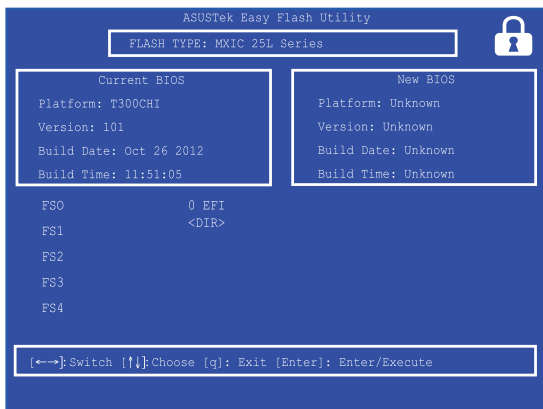 ASUSTek Easy Flash Utility
FLASH TYPE: MXIC 25L Series
Current BIOS
Platform: T300CHI
Version: 101
Build Date: Oct 26 2012
Build Time: 11:51:05
New BIOS
Platform: Unknown
Version: Unknown
Build Date: Unknown
Build Time: Unknown
FSO 0 EFI
FS1 <DIR>
FS2
FS3
FS4
[←→]: Switch [↑↓]: Choose [q]: Exit [Enter]: Enter/Execute